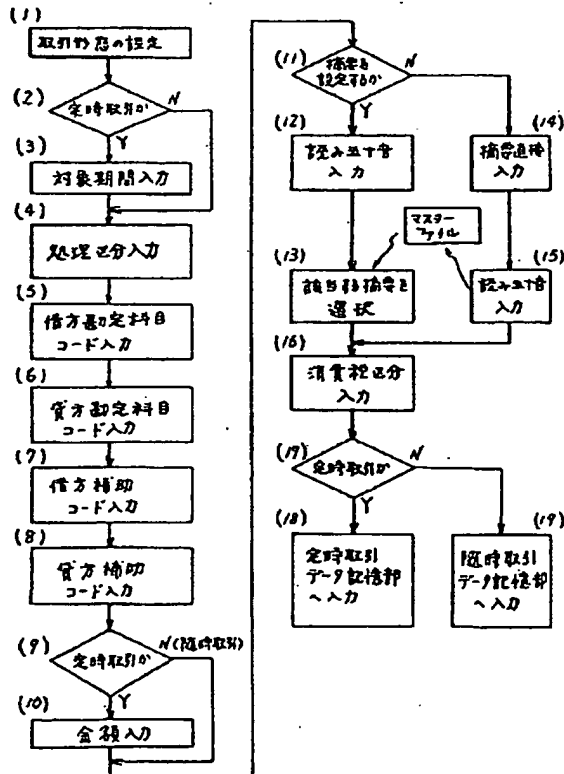 (1)
取引形態の設定
(2)
定時取引か
N
Y
(3)
対象期間入力
(4)
処理区分入力
(5)
借方勘定科目
コード入力
(6)
貸方勘定科目
コード入力
(7)
借方補助
コード入力
(8)
貸方補助
コード入力
(9)
定時取引か
N(随時取引)
Y
(10)
金額入力
(11)
摘要を
設定するか
N
Y
(12)
読み五十音
入力
(13)
該当する摘要を
選択
マスター
ファイル
(14)
摘要直接
入力
(15)
読み五十音
入力
(16)
消費税区分
入力
(17)
定時取引か
N
Y
(18)
定時取引
データ記憶部
へ入力
(19)
随時取引
データ記憶部
へ入力